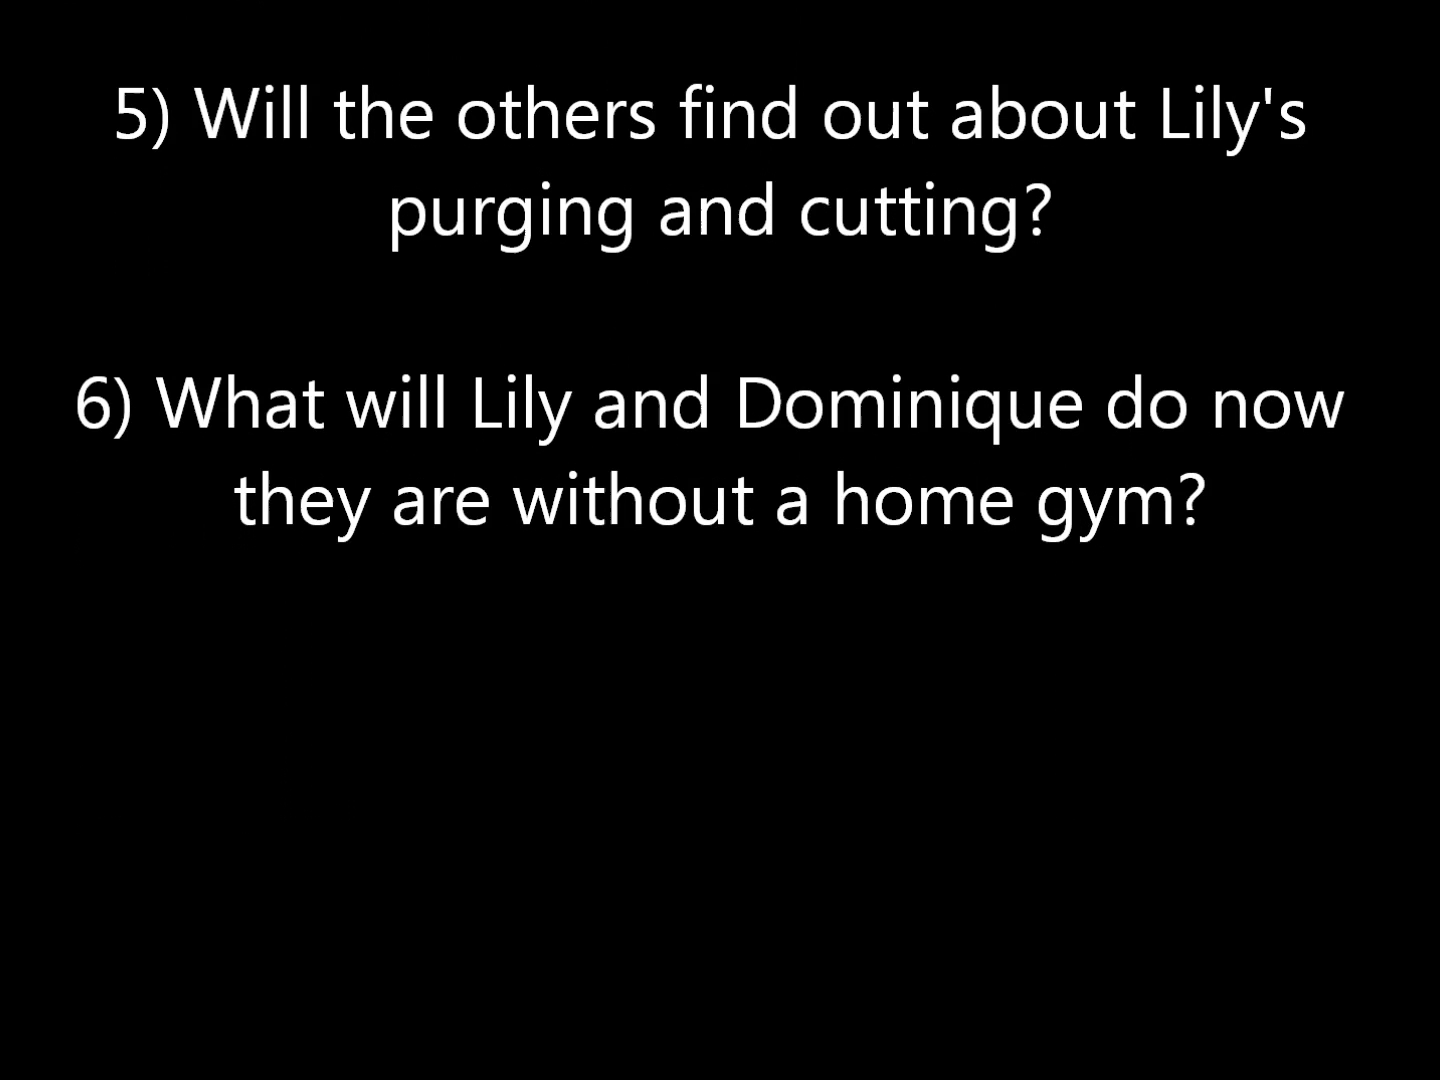 5) Will the others find out about Lily's
purging and cutting?
6) What will Lily and Dominique do now
they are without a home gym?